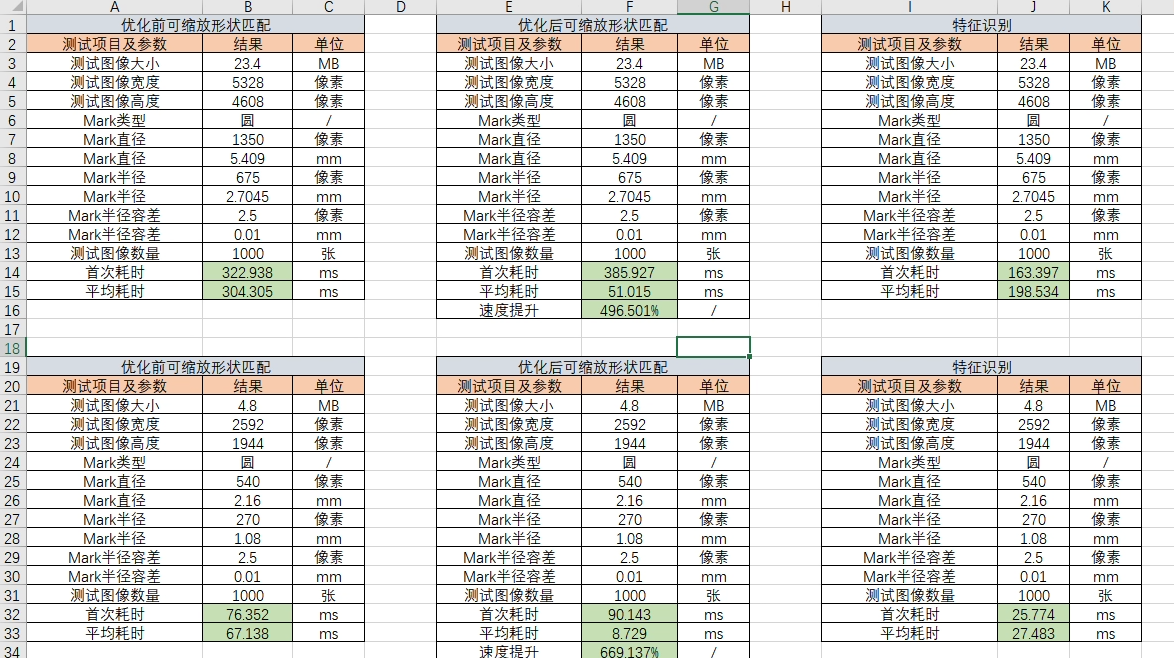 A B C D E F G H I J K
1 优化前可缩放形状匹配 优化后可缩放形状匹配 特征识别
2 测试项目及参数 结果 单位 测试项目及参数 结果 单位 测试项目及参数 结果 单位
3 测试图像大小 23.4 MB 测试图像大小 23.4 MB 测试图像大小 23.4 MB
4 测试图像宽度 5328 像素 测试图像宽度 5328 像素 测试图像宽度 5328 像素
5 测试图像高度 4608 像素 测试图像高度 4608 像素 测试图像高度 4608 像素
6 Mark类型 圆 / Mark类型 圆 / Mark类型 圆 /
7 Mark直径 1350 像素 Mark直径 1350 像素 Mark直径 1350 像素
8 Mark直径 5.409 mm Mark直径 5.409 mm Mark直径 5.409 mm
9 Mark半径 675 像素 Mark半径 675 像素 Mark半径 675 像素
10 Mark半径 2.7045 mm Mark半径 2.7045 mm Mark半径 2.7045 mm
11 Mark半径容差 2.5 像素 Mark半径容差 2.5 像素 Mark半径容差 2.5 像素
12 Mark半径容差 0.01 mm Mark半径容差 0.01 mm Mark半径容差 0.01 mm
13 测试图像数量 1000 张 测试图像数量 1000 张 测试图像数量 1000 张
14 首次耗时 322.938 ms 首次耗时 385.927 ms 首次耗时 163.397 ms
15 平均耗时 304.305 ms 平均耗时 51.015 ms 平均耗时 198.534 ms
16 速度提升 496.501% /
17
18
19 优化前可缩放形状匹配 优化后可缩放形状匹配 特征识别
20 测试项目及参数 结果 单位 测试项目及参数 结果 单位 测试项目及参数 结果 单位
21 测试图像大小 4.8 MB 测试图像大小 4.8 MB 测试图像大小 4.8 MB
22 测试图像宽度 2592 像素 测试图像宽度 2592 像素 测试图像宽度 2592 像素
23 测试图像高度 1944 像素 测试图像高度 1944 像素 测试图像高度 1944 像素
24 Mark类型 圆 / Mark类型 圆 / Mark类型 圆 /
25 Mark直径 540 像素 Mark直径 540 像素 Mark直径 540 像素
26 Mark直径 2.16 mm Mark直径 2.16 mm Mark直径 2.16 mm
27 Mark半径 270 像素 Mark半径 270 像素 Mark半径 270 像素
28 Mark半径 1.08 mm Mark半径 1.08 mm Mark半径 1.08 mm
29 Mark半径容差 2.5 像素 Mark半径容差 2.5 像素 Mark半径容差 2.5 像素
30 Mark半径容差 0.01 mm Mark半径容差 0.01 mm Mark半径容差 0.01 mm
31 测试图像数量 1000 张 测试图像数量 1000 张 测试图像数量 1000 张
32 首次耗时 76.352 ms 首次耗时 90.143 ms 首次耗时 25.774 ms
33 平均耗时 67.138 ms 平均耗时 8.729 ms 平均耗时 27.483 ms
34 速度提升 669.137% /